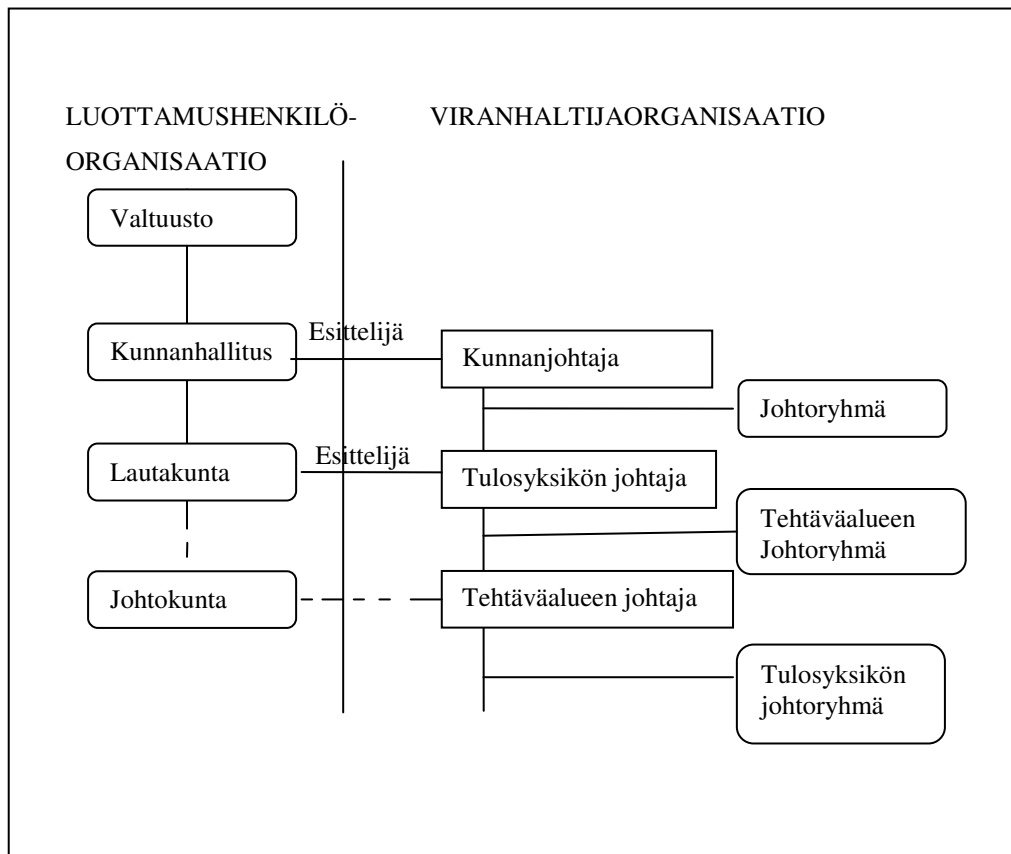 LUOTTAMUSHENKILÖ-
ORGANISAATIO
VIRANHALTIJAORGANISAATIO
Valtuusto
Kunnanhallitus
Esittelijä
Kunnanjohtaja
Johtoryhmä
Lautakunta
Esittelijä
Tulosyksikön johtaja
Tehtäväalueen
Johtoryhmä
Johtokunta
Tehtäväalueen johtaja
Tulosyksikön
johtoryhmä